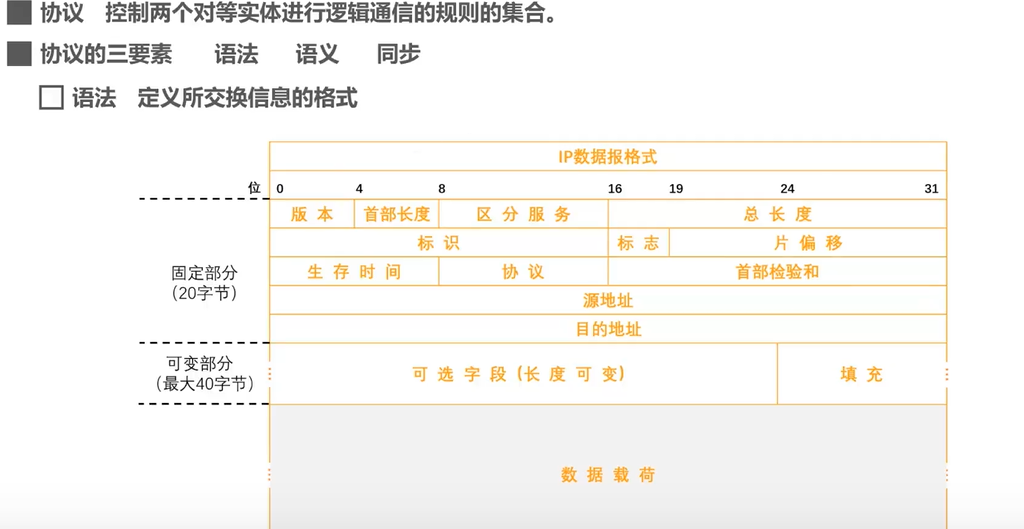 协议 控制两个对等实体进行逻辑通信的规则的集合。
协议的三要素 语法 语义 同步
语法 定义所交换信息的格式
IP数据报格式
位 0 4 8 16 19 24 31
版 本 首部长度 区 分 服 务 总 长 度
标 识 标 志 片 偏 移
生 存 时 间 协 议 首部检验和
固定部分
（20字节）
源地址
目的地址
可变部分
（最大40字节）
可 选 字 段 (长 度 可 变) 填 充
数 据 载 荷